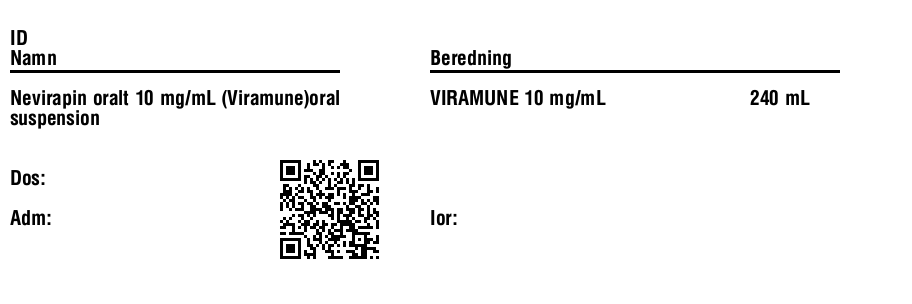 ID
Namn
Beredning
Nevirapin oralt 10 mg/mL (Viramune)oral
suspension
VIRAMUNE 10 mg/mL 240 mL
Dos:
Adm:
Ior: